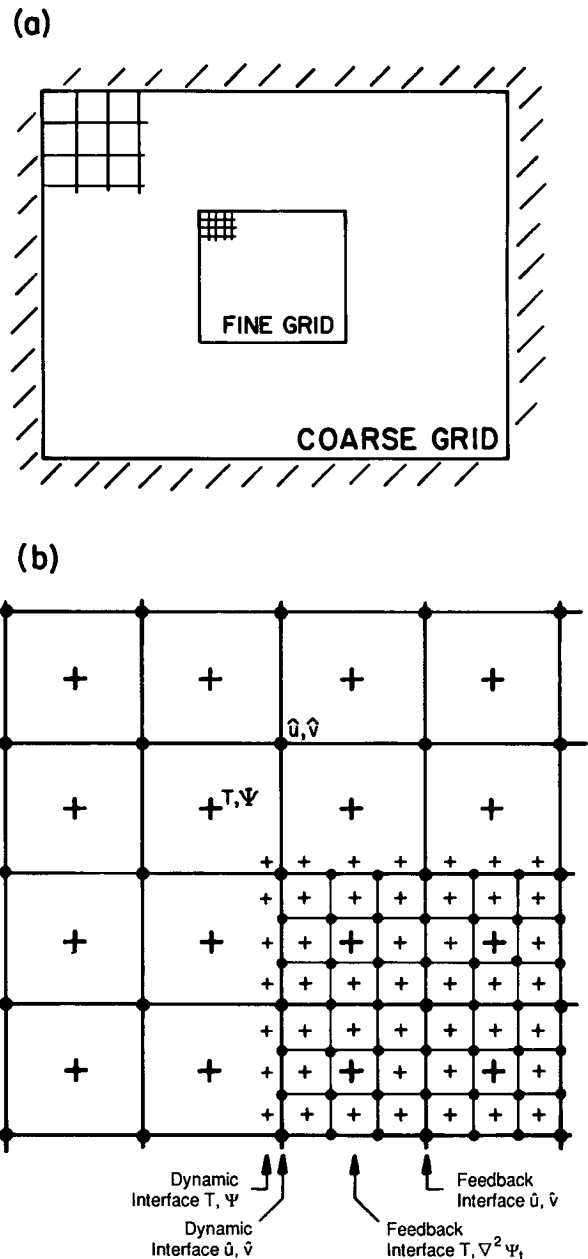 (a)
FINE GRID
COARSE GRID
(b)
û,v̂
T,Ψ
Dynamic
Interface T, Ψ
Dynamic
Interface û, v̂
Feedback
Interface T, ∇²Ψₜ
Feedback
Interface û, v̂